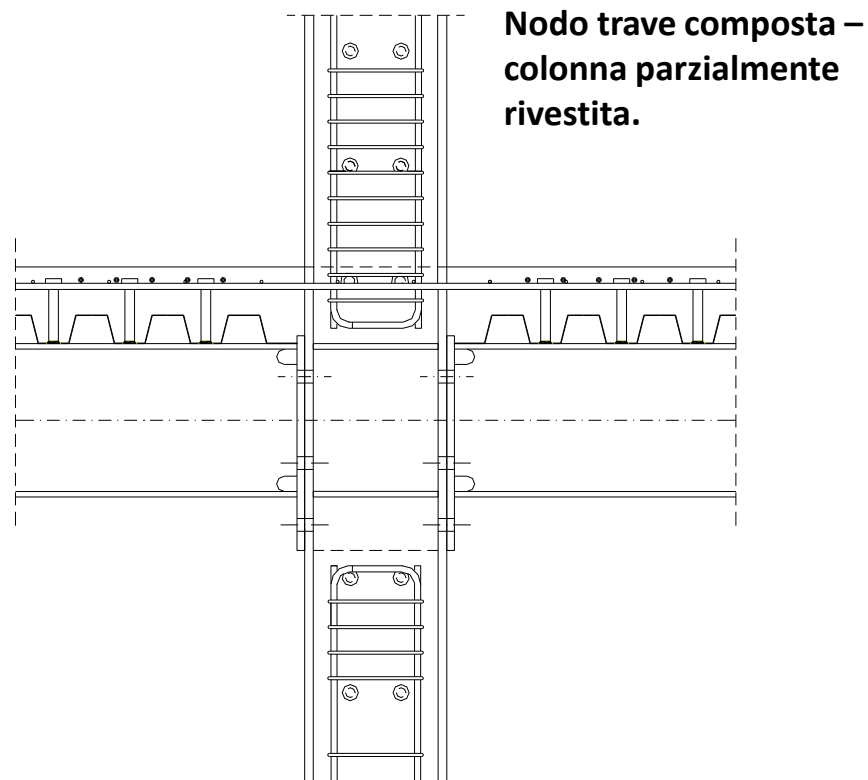 Nodo trave composta –
colonna parzialmente
rivestita.